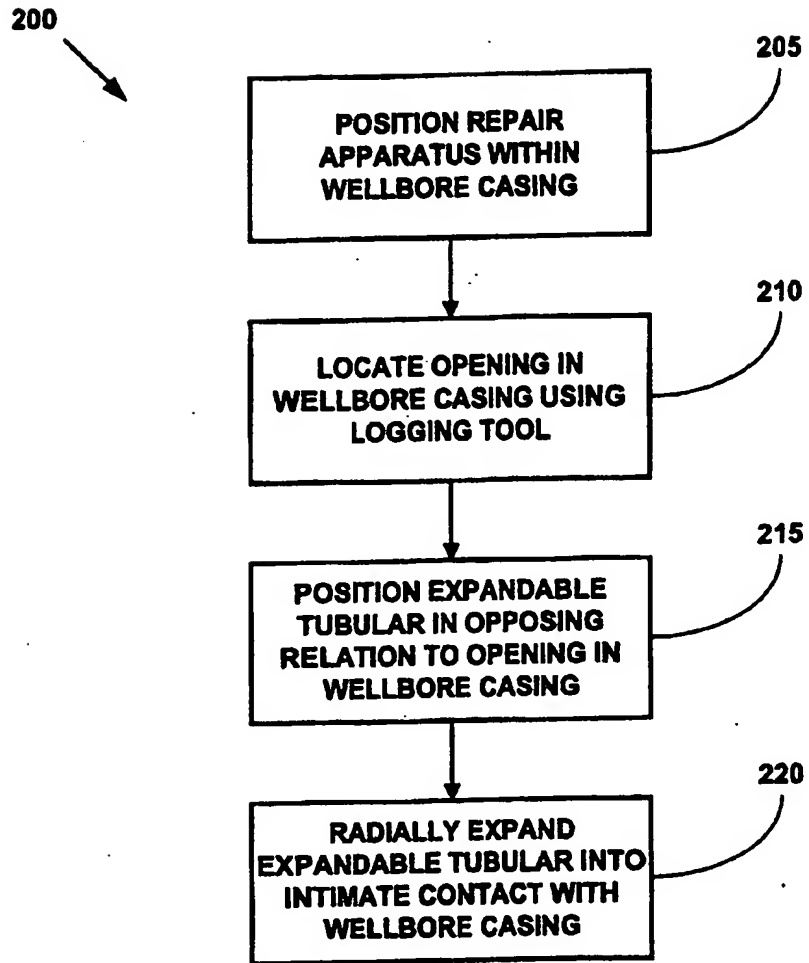 200
205
POSITION REPAIR
APPARATUS WITHIN
WELLBORE CASING
210
LOCATE OPENING IN
WELLBORE CASING USING
LOGGING TOOL
215
POSITION EXPANDABLE
TUBULAR IN OPPOSING
RELATION TO OPENING IN
WELLBORE CASING
220
RADIALLY EXPAND
EXPANDABLE TUBULAR INTO
INTIMATE CONTACT WITH
WELLBORE CASING